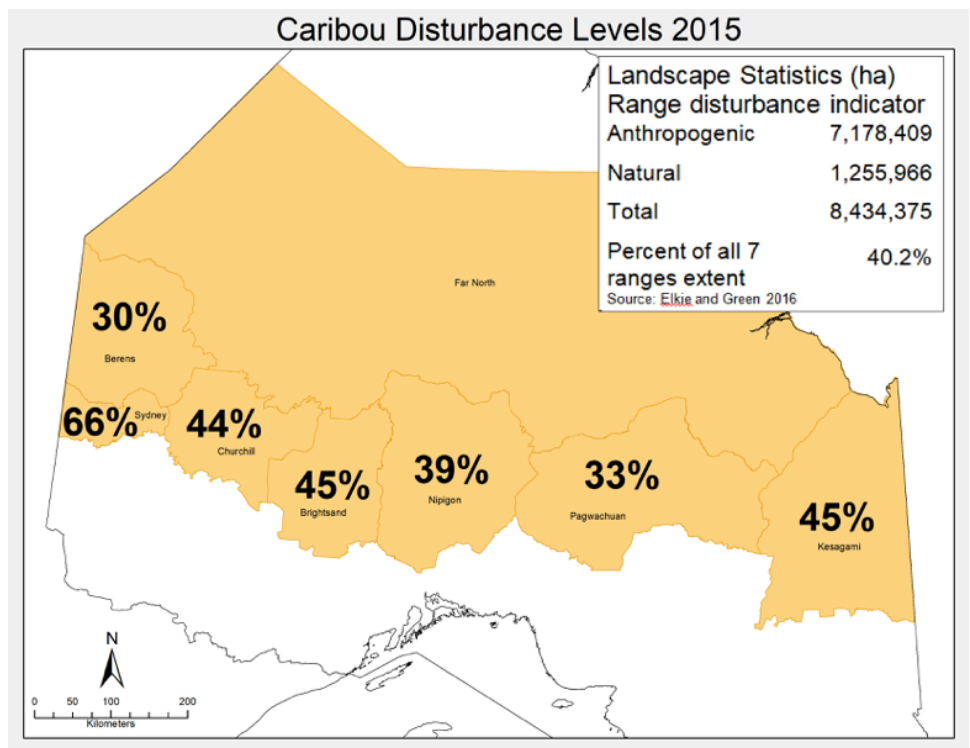 Caribou Disturbance Levels 2015
Landscape Statistics (ha)
Range disturbance indicator
Anthropogenic 7,178,409
Natural 1,255,966
Total 8,434,375
Percent of all 7 40.2%
ranges extent
Source: Elkie and Green 2016
Far North
30%
Berens
66% Sydney
44%
Churchill
45%
Brightsand
39%
Nipigon
33%
Pagwachuan
45%
Kesagami
N
0 50 100 200
Kilometers